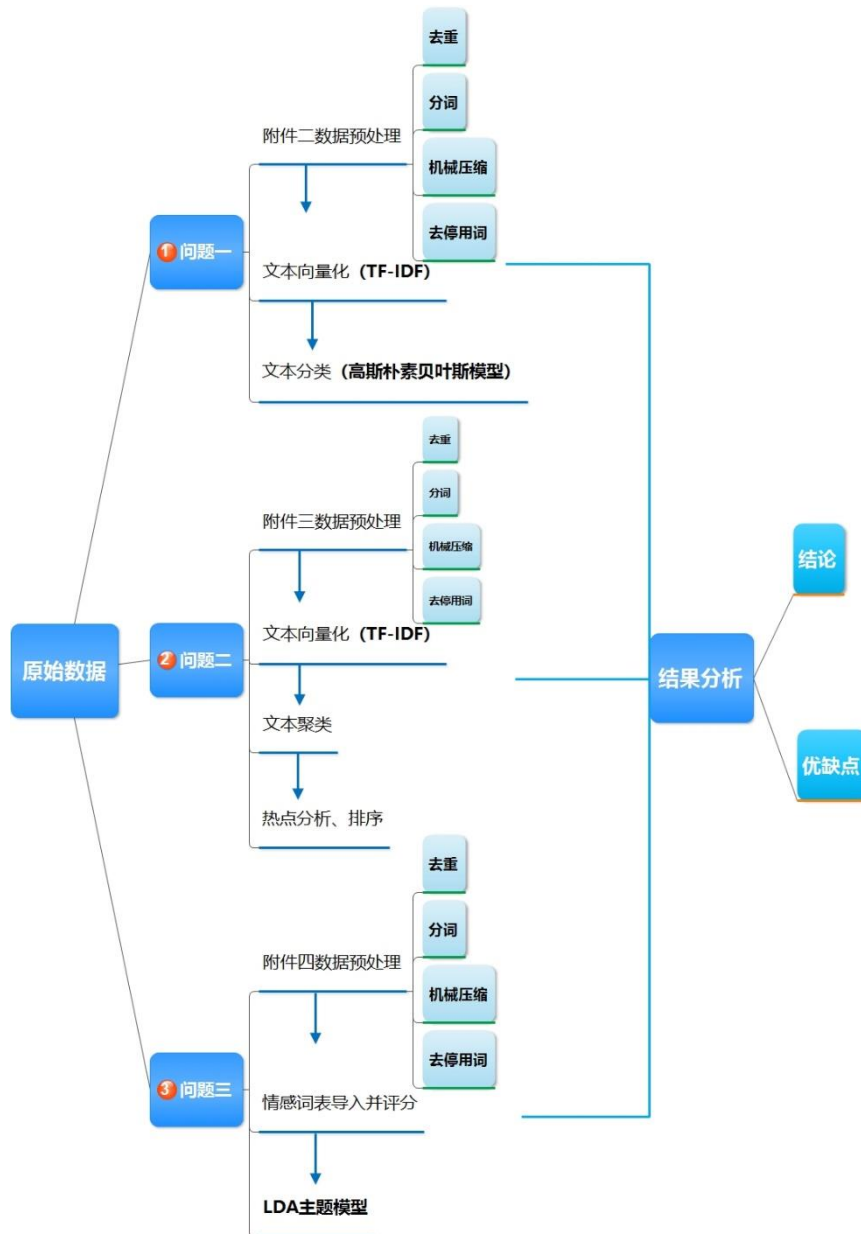 原始数据
1 问题一
附件二数据预处理
去重
分词
机械压缩
去停用词
文本向量化（TF-IDF）
文本分类（高斯朴素贝叶斯模型）
2 问题二
附件三数据预处理
去重
分词
机械压缩
去停用词
文本向量化（TF-IDF）
文本聚类
热点分析、排序
3 问题三
附件四数据预处理
去重
分词
机械压缩
去停用词
情感词表导入并评分
LDA主题模型
结果分析
结论
优缺点